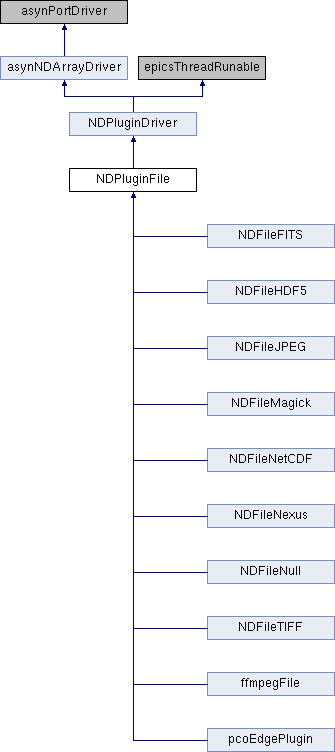 asynPortDriver
asynNDArrayDriver
epicsThreadRunable
NDPluginDriver
NDPluginFile
NDFileFITS
NDFileHDF5
NDFileJPEG
NDFileMagick
NDFileNetCDF
NDFileNexus
NDFileNull
NDFileTIFF
ffmpegFile
pcoEdgePlugin